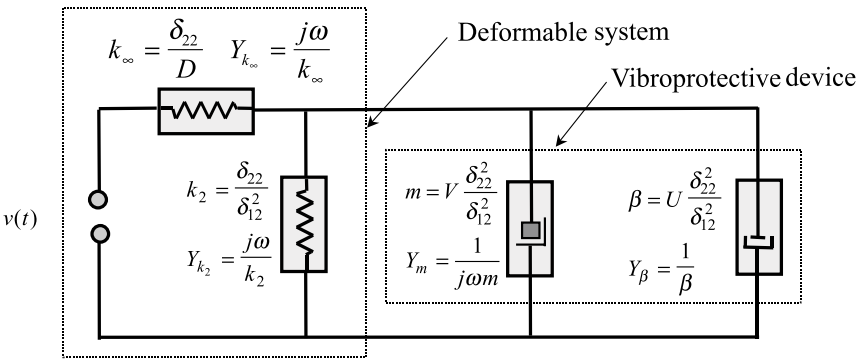 k∞ = δ22/D   Yk∞ = jω/k∞
Deformable system
Vibroprotective device
k2 = δ22/δ12²
Yk2 = jω/k2
m = V δ22²/δ12²
Ym = 1/jωm
β = U δ22²/δ12²
Yβ = 1/β
v(t)